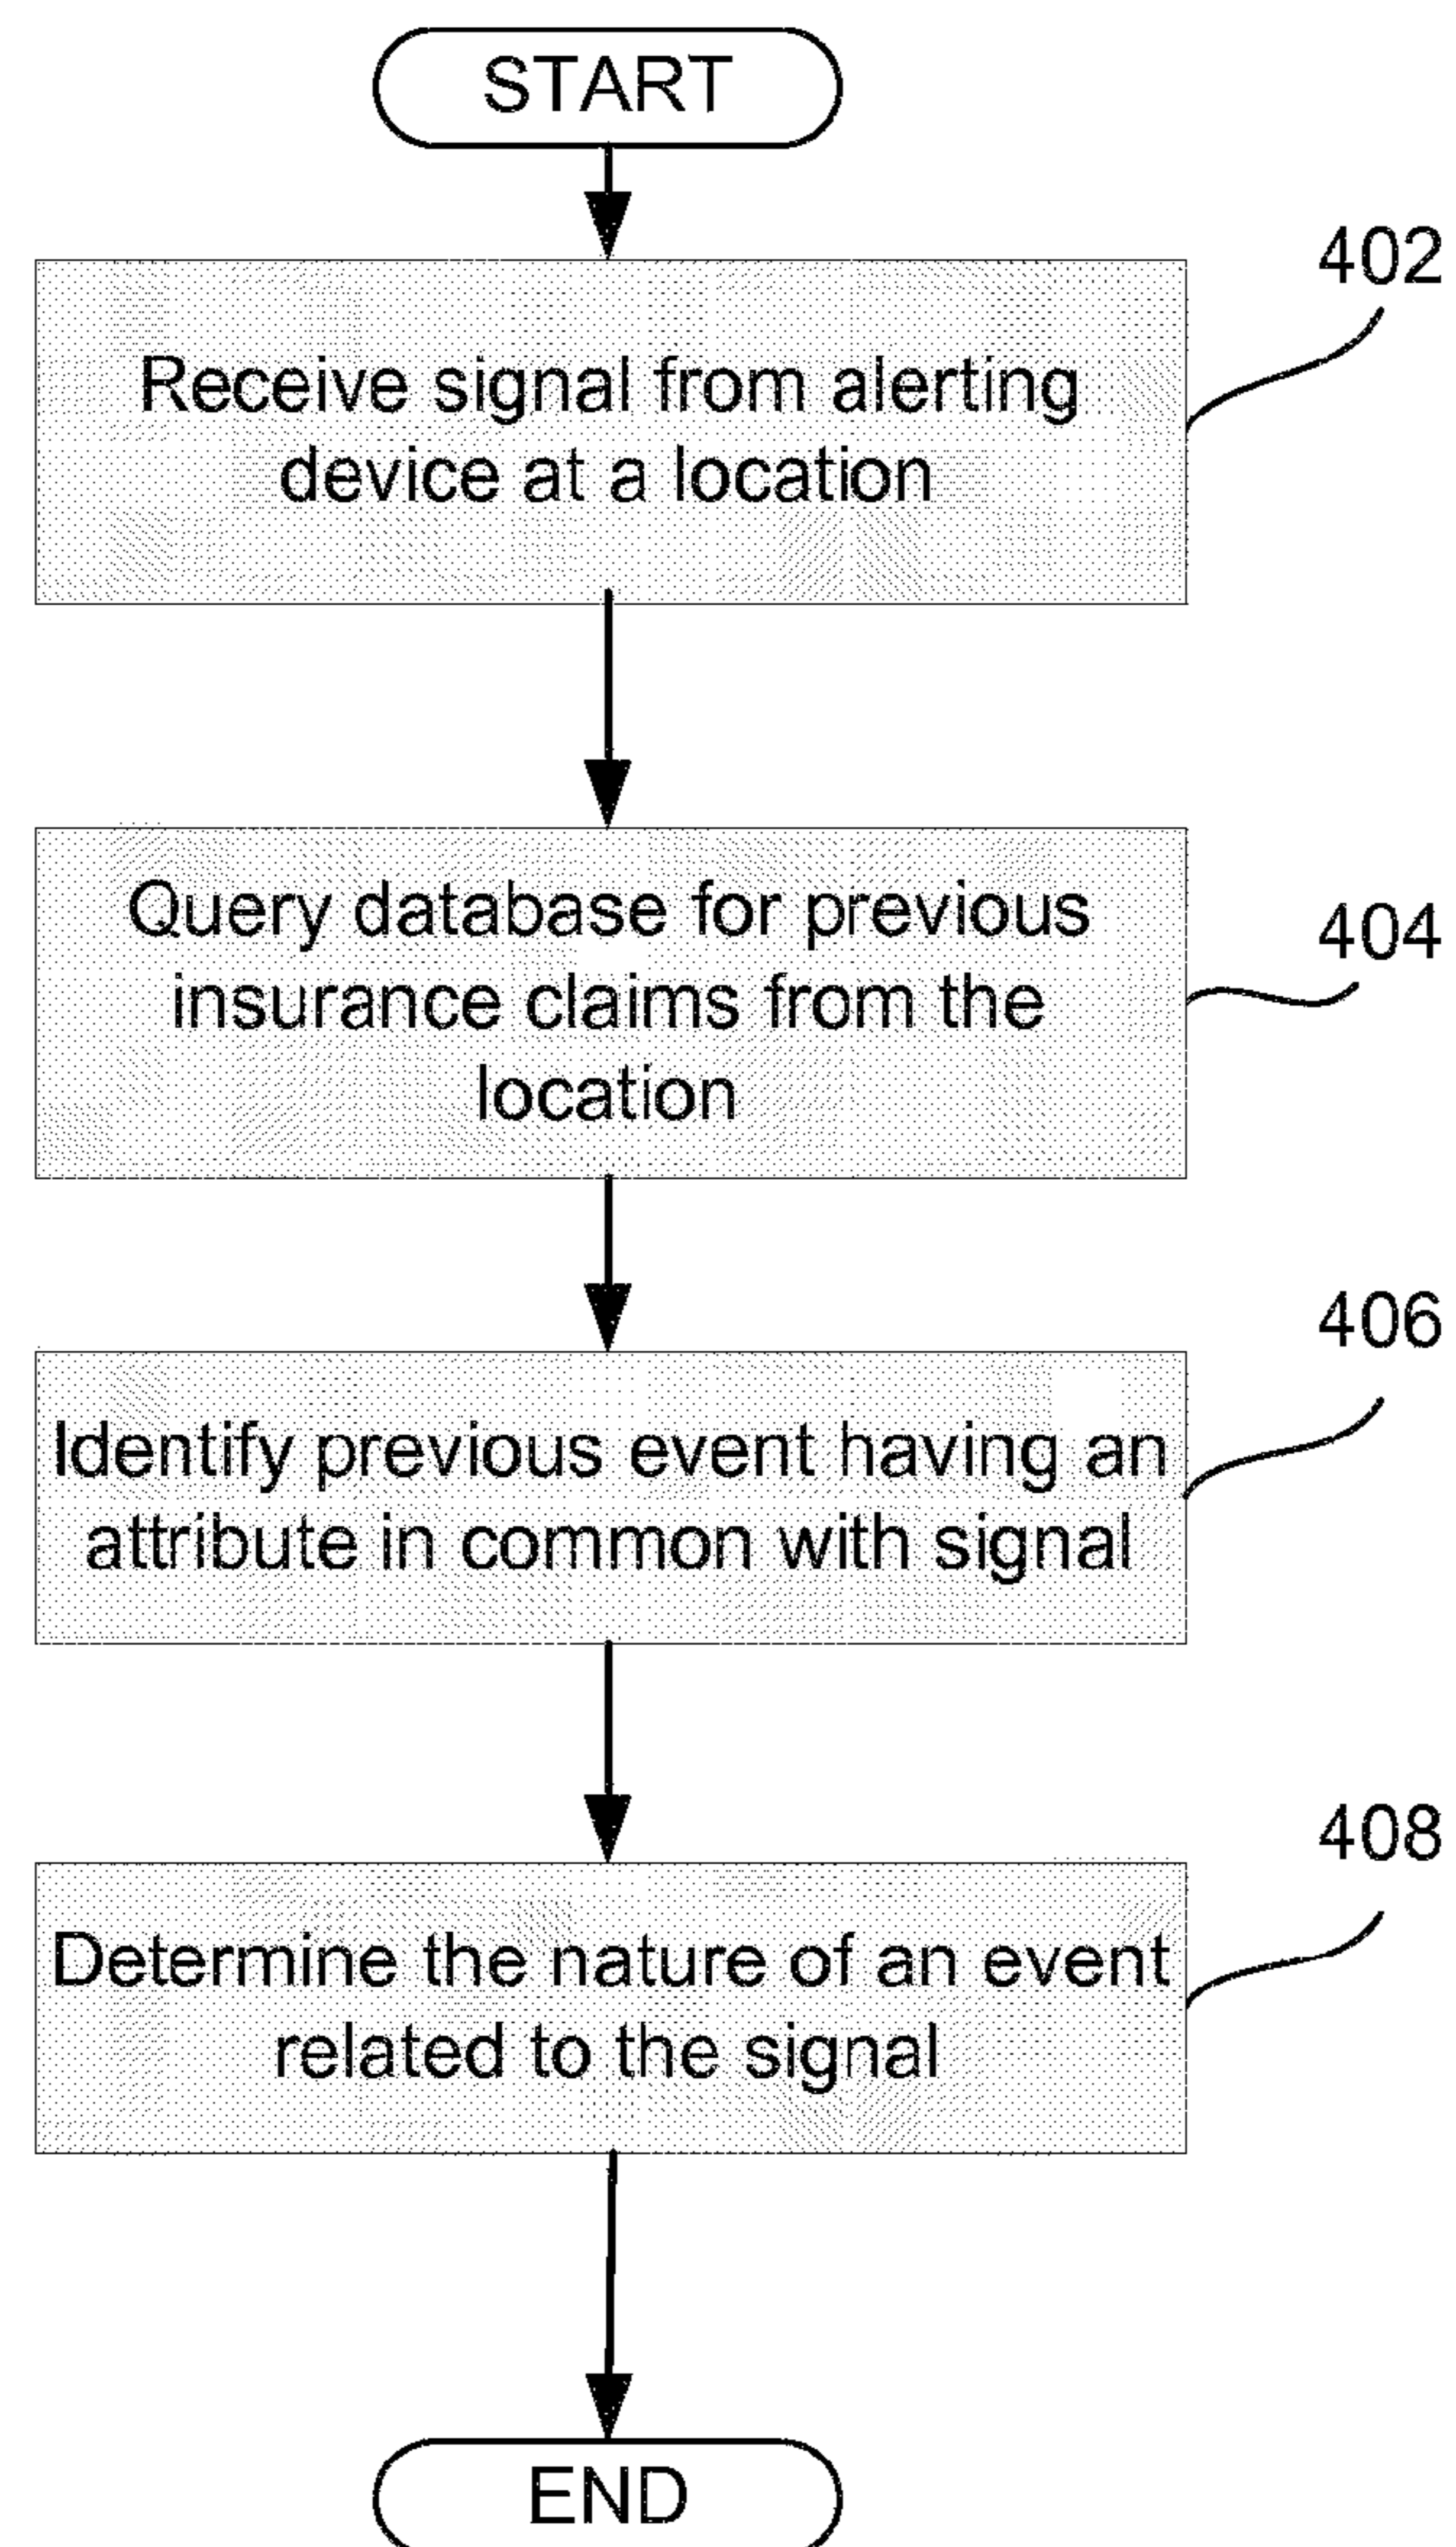 START
402
Receive signal from alerting
device at a location
404
Query database for previous
insurance claims from the
location
406
Identify previous event having an
attribute in common with signal
408
Determine the nature of an event
related to the signal
END